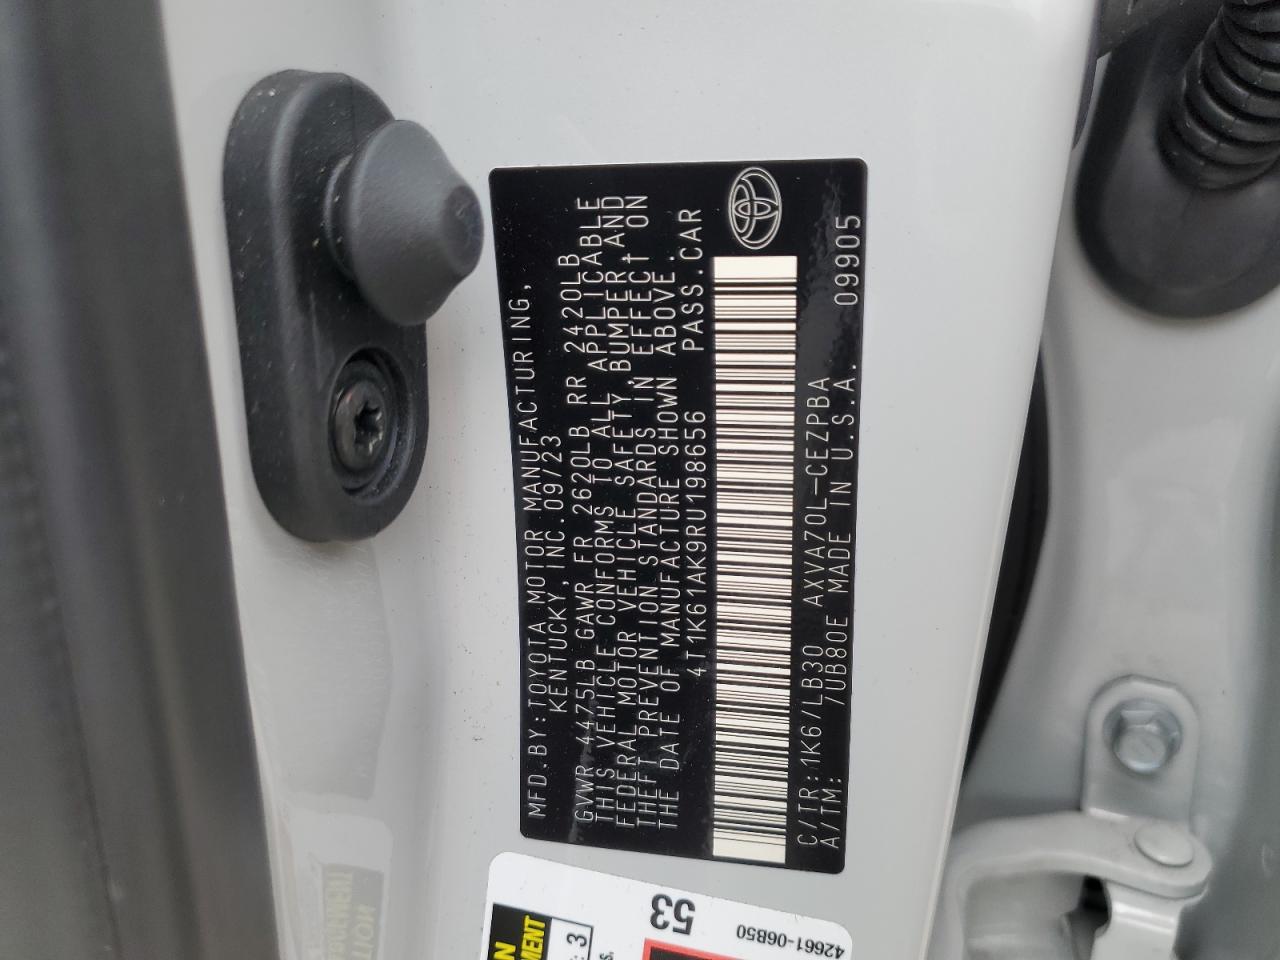 MFD.BY:TOYOTA MOTOR MANUFACTURING,
KENTUCKY, INC.09/23
GVWR 4475LB GAWR FR 2620LB RR 2420LB
THIS VEHICLE CONFORMS TO ALL APPLICABLE
FEDERAL MOTOR VEHICLE SAFETY, BUMPER, AND
THEFT PREVENTION STANDARDS IN EFFECT ON
THE DATE OF MANUFACTURE SHOWN ABOVE.
4T1K61AK9RU198656 PASS.CAR
C/TR:1K6/LB30 AXVA70L-CEZPBA
A/TM: /UB80E MADE IN U.S.A. 09905
53
42661-06B50
3